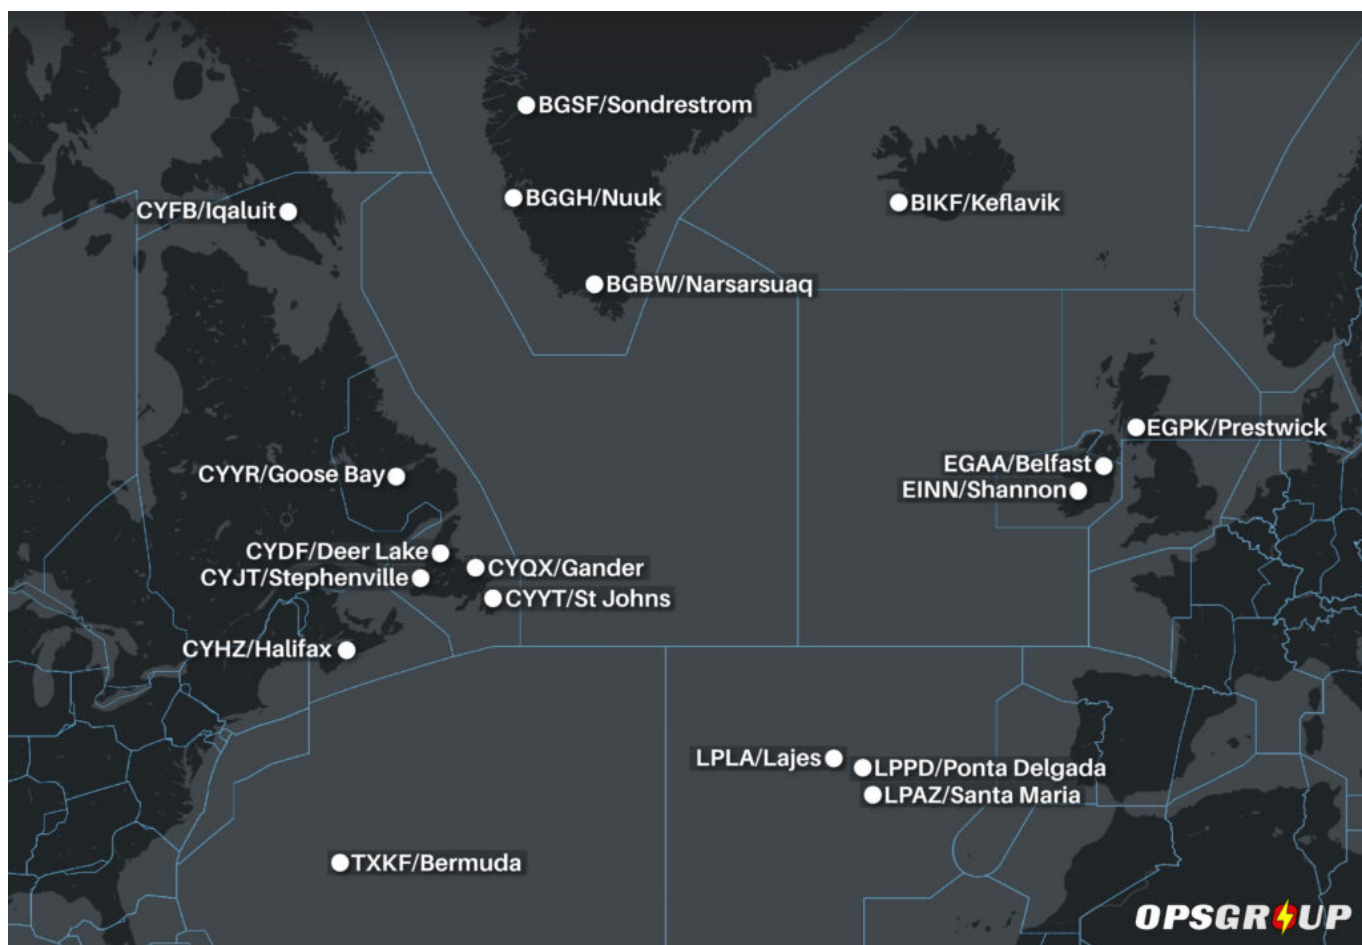 BGSF/Sondrestrom
BGGH/Nuuk
BIKF/Keflavik
CYFB/Iqaluit
BGBW/Narsarsuaq
EGPK/Prestwick
EGAA/Belfast
CYYR/Goose Bay
EINN/Shannon
CYDF/Deer Lake
CYQX/Gander
CYJT/Stephenville
CYYT/St Johns
CYHZ/Halifax
LPLA/Lajes
LPPD/Ponta Delgada
LPAZ/Santa Maria
TXKF/Bermuda
OPSGROUP